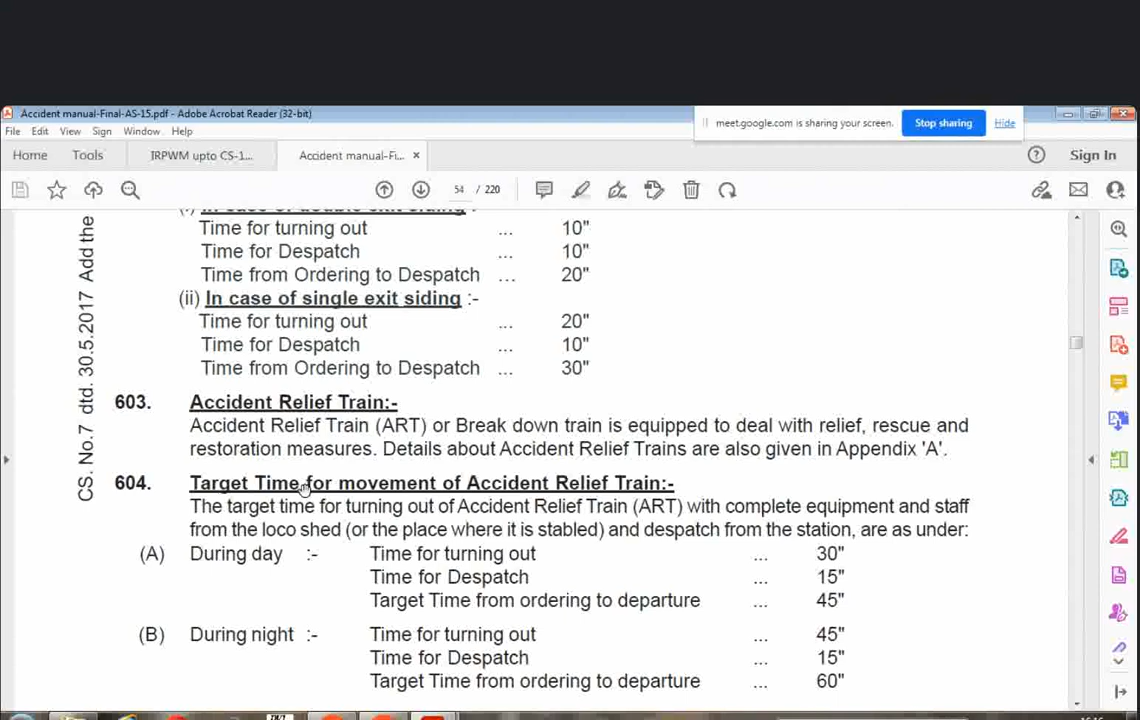 Accident manual-Final-AS-15.pdf - Adobe Acrobat Reader (32-bit)
meet.google.com is sharing your screen.
Stop sharing
Hide
File Edit View Sign Window Help
Home Tools IRPWM upto CS-1... Accident manual-Fi... × Sign In
54 / 220
(i) In case of double exit siding :-
Time for turning out ... 10"
Time for Despatch ... 10"
Time from Ordering to Despatch ... 20"
(ii) In case of single exit siding :-
Time for turning out ... 20"
Time for Despatch ... 10"
Time from Ordering to Despatch ... 30"
CS. No.7 dtd. 30.5.2017 Add the
603. Accident Relief Train:-
Accident Relief Train (ART) or Break down train is equipped to deal with relief, rescue and
restoration measures. Details about Accident Relief Trains are also given in Appendix 'A'.
604. Target Time for movement of Accident Relief Train:-
The target time for turning out of Accident Relief Train (ART) with complete equipment and staff
from the loco shed (or the place where it is stabled) and despatch from the station, are as under:
(A) During day :- Time for turning out ... 30"
Time for Despatch ... 15"
Target Time from ordering to departure ... 45"
(B) During night :- Time for turning out ... 45"
Time for Despatch ... 15"
Target Time from ordering to departure ... 60"